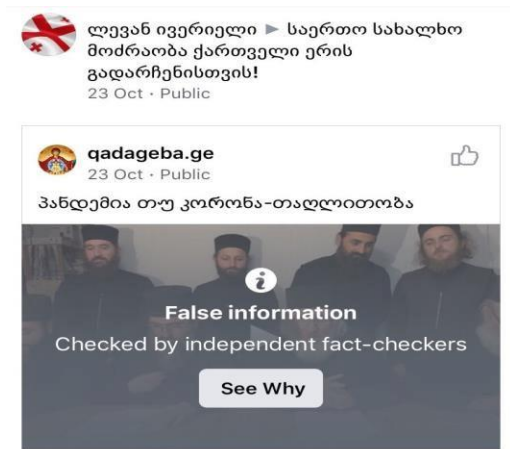 ლევან ივერიელი ▶ საერთო სახალხო
მოძრაობა ქართველი ერის
გადარჩენისთვის!
23 Oct · Public
qadageba.ge
23 Oct · Public
პანდემია თუ კორონა-თაღლითობა
False information
Checked by independent fact-checkers
See Why